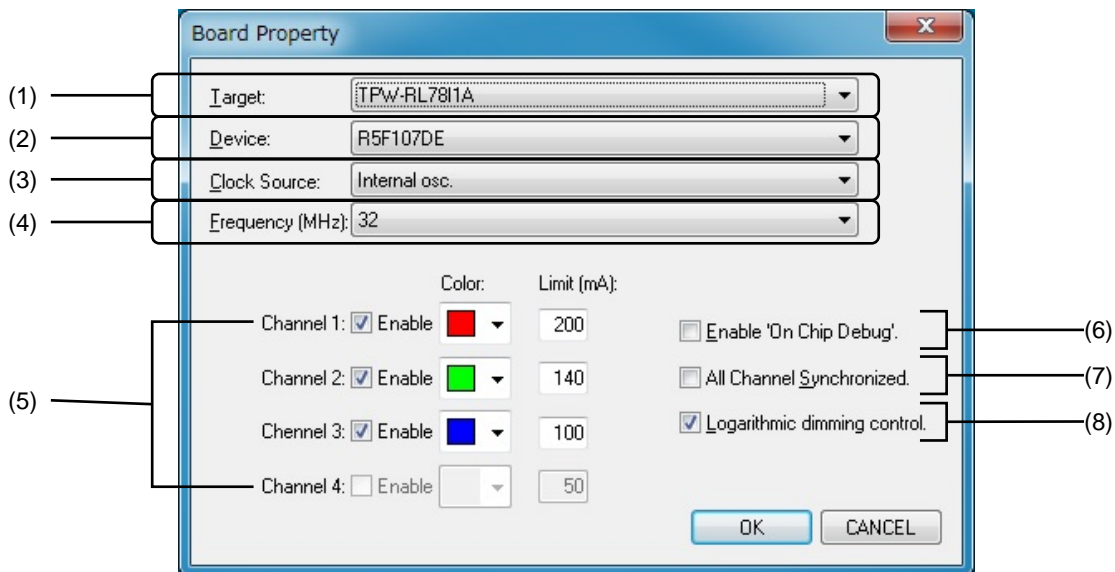 Board Property
(1) Target: TPW-RL78I1A
(2) Device: R5F107DE
(3) Clock Source: Internal osc.
(4) Frequency (MHz): 32
Color: Limit (mA):
Channel 1: Enable 200
Enable 'On Chip Debug'. (6)
Channel 2: Enable 140
All Channel Synchronized. (7)
(5)
Chennel 3: Enable 100
Logarithmic dimming control. (8)
Channel 4: Enable 50
OK CANCEL